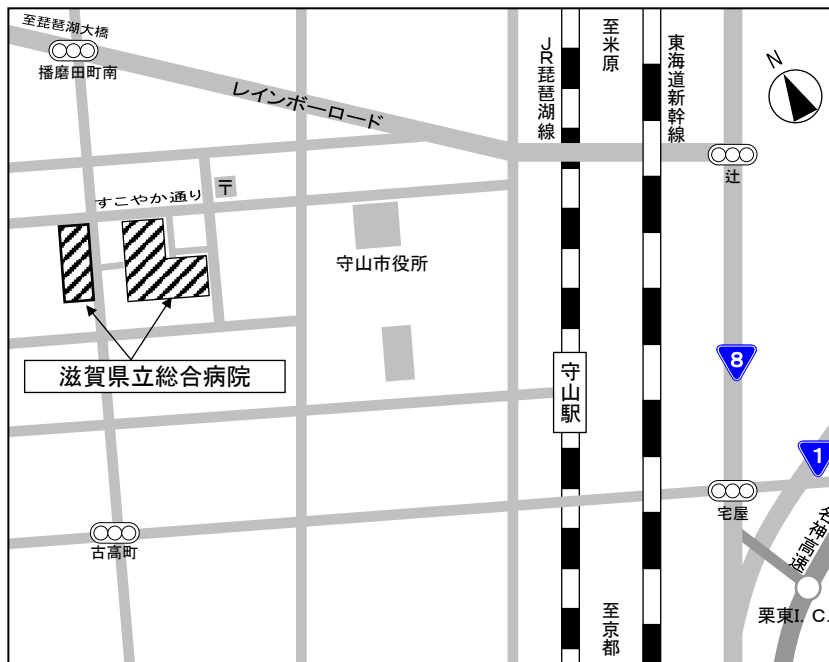 至琵琶湖大橋
播磨田町南
レインボーロード
JR琵琶湖線
至米原
東海道新幹線
N
辻
〒
すこやか通り
守山市役所
滋賀県立総合病院
守山駅
8
1
宅屋
古高町
名神高速
栗東I. C.
至京都